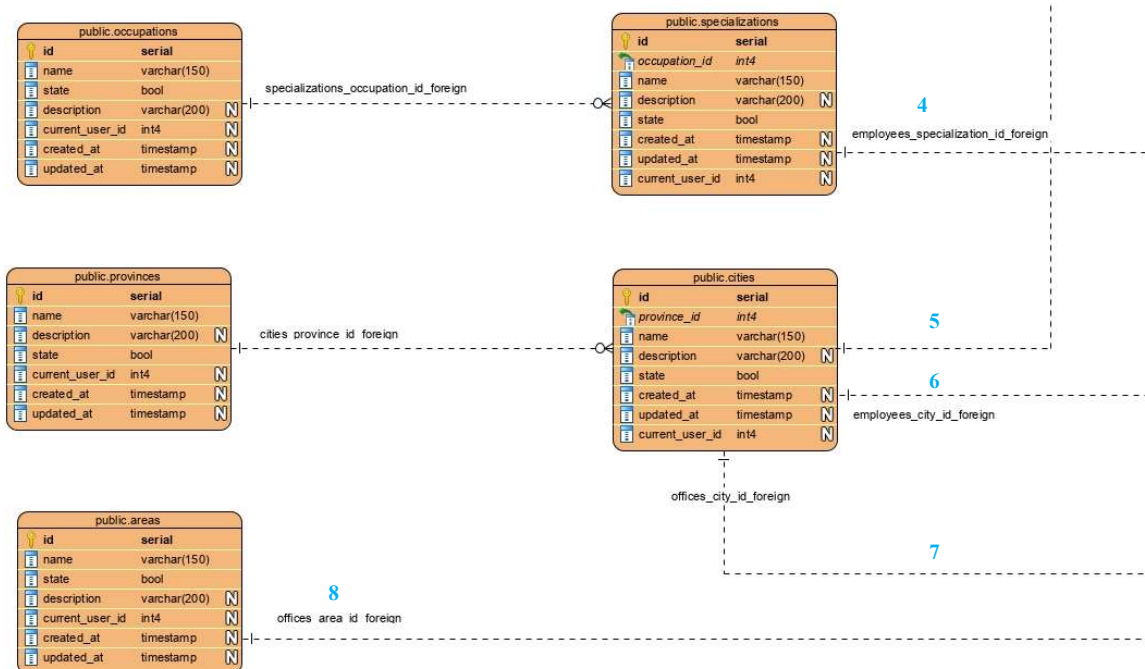 public.occupations
id serial
name varchar(150)
state bool
description varchar(200) N
current_user_id int4 N
created_at timestamp N
updated_at timestamp N
specializations_occupation_id_foreign
public.specializations
id serial
occupation_id int4
name varchar(150)
description varchar(200) N
state bool
created_at timestamp N
updated_at timestamp N
current_user_id int4 N
4
employees_specialization_id_foreign
public.provinces
id serial
name varchar(150)
description varchar(200) N
state bool
current_user_id int4 N
created_at timestamp N
updated_at timestamp N
cities_province_id_foreign
public.cities
id serial
province_id int4
name varchar(150)
description varchar(200) N
state bool
created_at timestamp N
updated_at timestamp N
current_user_id int4 N
5
6
employees_city_id_foreign
offices_city_id_foreign
7
public.areas
id serial
name varchar(150)
state bool
description varchar(200) N
current_user_id int4 N
created_at timestamp N
updated_at timestamp N
8
offices_area_id_foreign